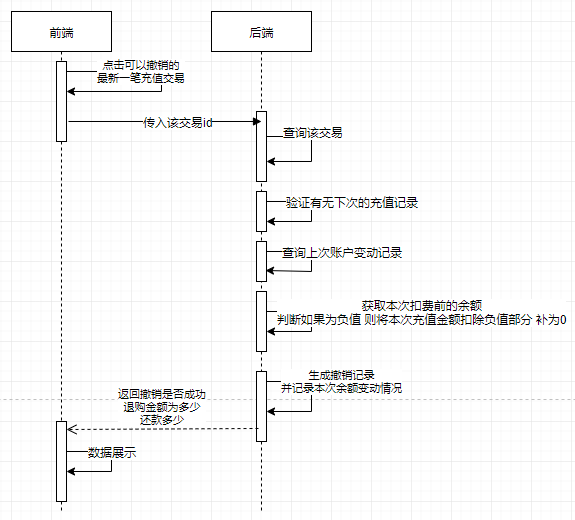 前端
后端
点击可以撤销的
最新一笔充值交易
传入该交易id
查询该交易
验证有无下次的充值记录
查询上次账户变动记录
获取本次扣费前的余额
判断如果为负值 则将本次充值金额扣除负值部分 补为0
生成撤销记录
并记录本次余额变动情况
返回撤销是否成功
退购金额为多少
还款多少
数据展示